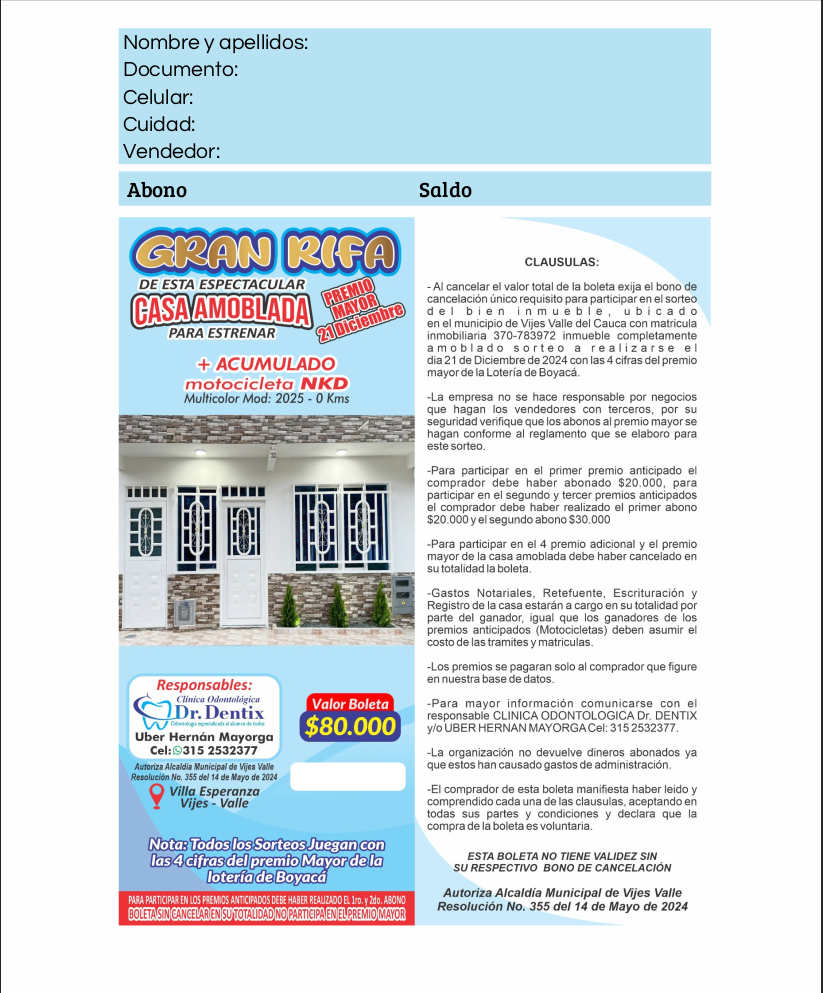 Nombre y apellidos:
Documento:
Celular:
Cuidad:
Vendedor:
Abono Saldo
GRAN RIFA
DE ESTA ESPECTACULAR
CASA AMOBLADA
PARA ESTRENAR
PREMIO
MAYOR
21 Diciembre
+ ACUMULADO
motocicleta NKD
Multicolor Mod: 2025 - 0 Kms
Responsables:
Clínica Odontológica
Dr. Dentix
Odontología especializada al alcance de todos
Uber Hernán Mayorga
Cel: 315 2532377
Autoriza Alcaldía Municipal de Vijes Valle
Resolución No. 355 del 14 de Mayo de 2024
Villa Esperanza
Vijes - Valle
Valor Boleta
$80.000
Nota: Todos los Sorteos Juegan con
las 4 cifras del premio Mayor de la
lotería de Boyacá
PARA PARTICIPAR EN LOS PREMIOS ANTICIPADOS DEBE HABER REALIZADO EL 1ro. y 2do. ABONO
BOLETA SIN CANCELAR EN SU TOTALIDAD NO PARTICIPA EN EL PREMIO MAYOR
CLAUSULAS:
- Al cancelar el valor total de la boleta exija el bono de
cancelación único requisito para participar en el sorteo
del bien inmueble, ubicado
en el municipio de Vijes Valle del Cauca con matricula
inmobiliaria 370-783972 inmueble completamente
amoblado sorteo a realizarse el
dia 21 de Diciembre de 2024 con las 4 cifras del premio
mayor de la Lotería de Boyacá.
-La empresa no se hace responsable por negocios
que hagan los vendedores con terceros, por su
seguridad verifique que los abonos al premio mayor se
hagan conforme al reglamento que se elaboro para
este sorteo.
-Para participar en el primer premio anticipado el
comprador debe haber abonado $20.000, para
participar en el segundo y tercer premios anticipados
el comprador debe haber realizado el primer abono
$20.000 y el segundo abono $30.000
-Para participar en el 4 premio adicional y el premio
mayor de la casa amoblada debe haber cancelado en
su totalidad la boleta.
-Gastos Notariales, Retefuente, Escrituración y
Registro de la casa estarán a cargo en su totalidad por
parte del ganador, igual que los ganadores de los
premios anticipados (Motocicletas) deben asumir el
costo de las tramites y matriculas.
-Los premios se pagaran solo al comprador que figure
en nuestra base de datos.
-Para mayor información comunicarse con el
responsable CLINICA ODONTOLOGICA Dr. DENTIX
y/o UBER HERNAN MAYORGA Cel: 315 2532377.
-La organización no devuelve dineros abonados ya
que estos han causado gastos de administración.
-El comprador de esta boleta manifiesta haber leido y
comprendido cada una de las clausulas, aceptando en
todas sus partes y condiciones y declara que la
compra de la boleta es voluntaria.
ESTA BOLETA NO TIENE VALIDEZ SIN
SU RESPECTIVO BONO DE CANCELACIÓN
Autoriza Alcaldía Municipal de Vijes Valle
Resolución No. 355 del 14 de Mayo de 2024